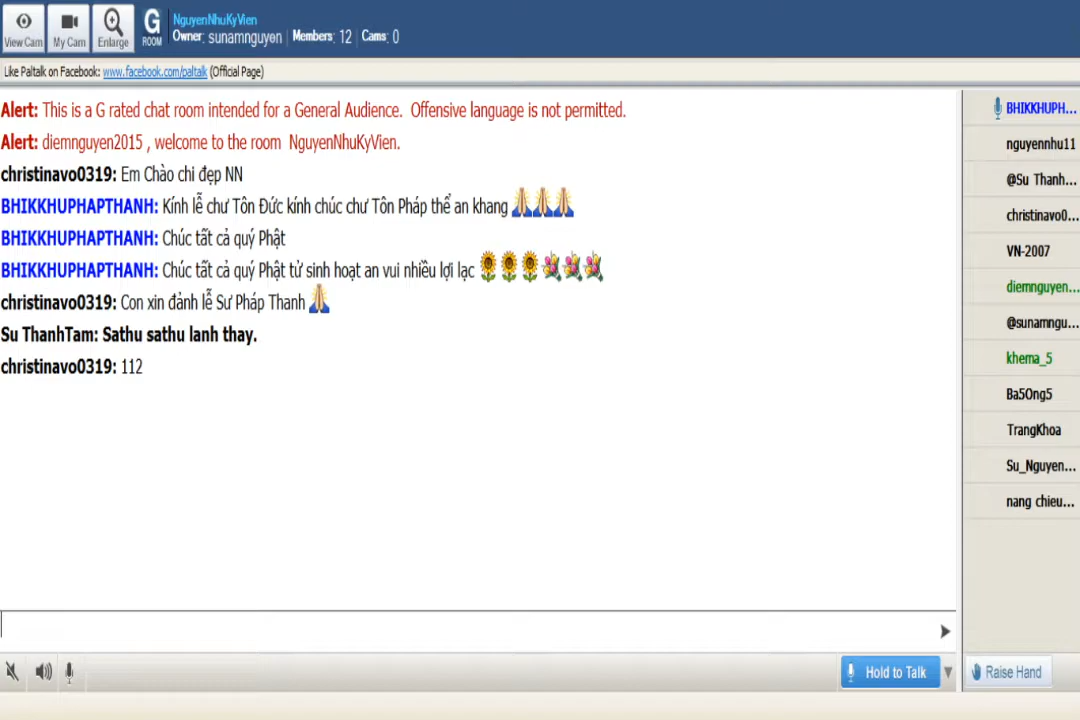 View Cam
My Cam
Enlarge
G
ROOM
NguyenNhuKyVien
Owner: sunamnguyen | Members: 12 | Cams: 0
Like Paltalk on Facebook: www.facebook.com/paltalk (Official Page)
Alert: This is a G rated chat room intended for a General Audience. Offensive language is not permitted.
Alert: diemnguyen2015 , welcome to the room NguyenNhuKyVien.
christinavo0319: Em Chào chi đẹp NN
BHIKKHUPHAPTHANH: Kính lễ chư Tôn Đức kính chúc chư Tôn Pháp thể an khang 🙏🙏🙏
BHIKKHUPHAPTHANH: Chúc tất cả quý Phật
BHIKKHUPHAPTHANH: Chúc tất cả quý Phật tử sinh hoạt an vui nhiều lợi lạc 🌻🌻🌻💐💐💐
christinavo0319: Con xin đảnh lễ Sư Pháp Thanh 🙏
Su ThanhTam: Sathu sathu lanh thay.
christinavo0319: 112
BHIKKHUPH...
nguyennhu11
@Su Thanh...
christinavo0...
VN-2007
diemnguyen...
@sunamngu...
khema_5
Ba5Ong5
TrangKhoa
Su_Nguyen...
nang chieu...
Hold to Talk
Raise Hand